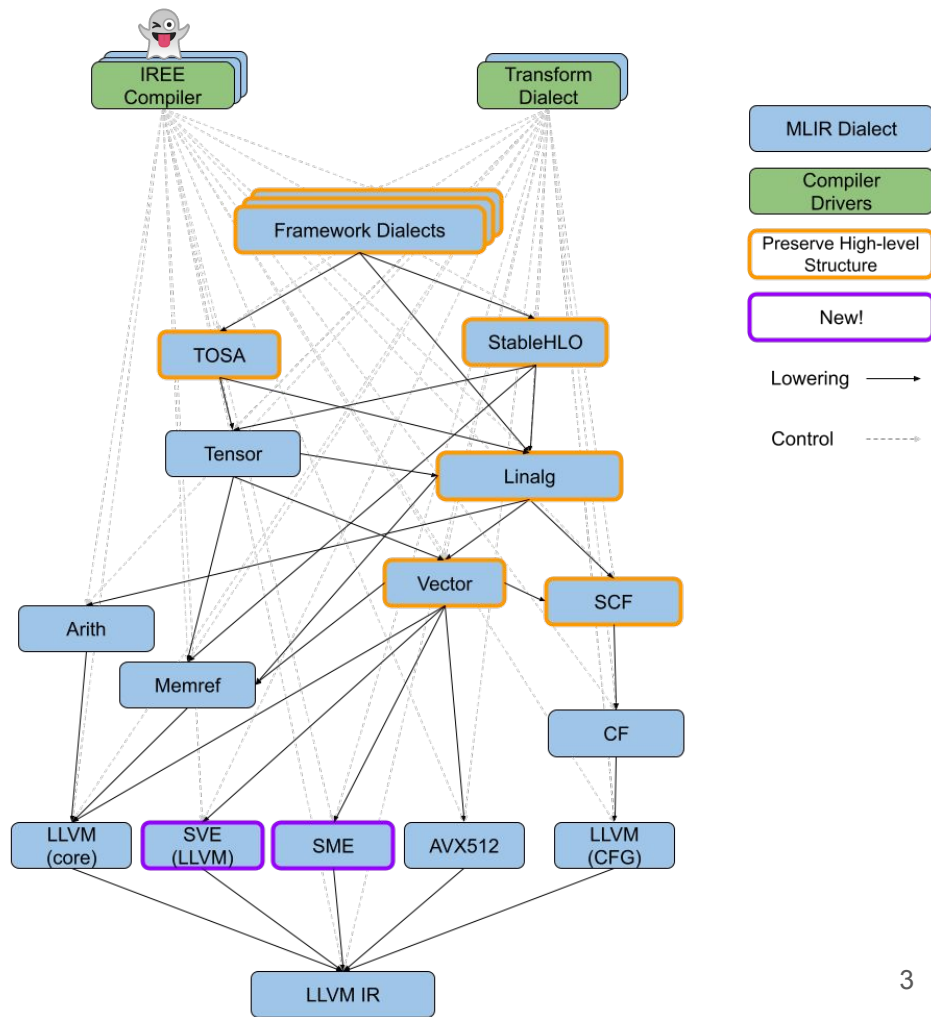 IREE
Compiler
Transform
Dialect
MLIR Dialect
Compiler
Drivers
Framework Dialects
Preserve High-level
Structure
New!
TOSA
StableHLO
Lowering
Control
Tensor
Linalg
Vector
SCF
Arith
Memref
CF
LLVM
(core)
SVE
(LLVM)
SME
AVX512
LLVM
(CFG)
LLVM IR
3